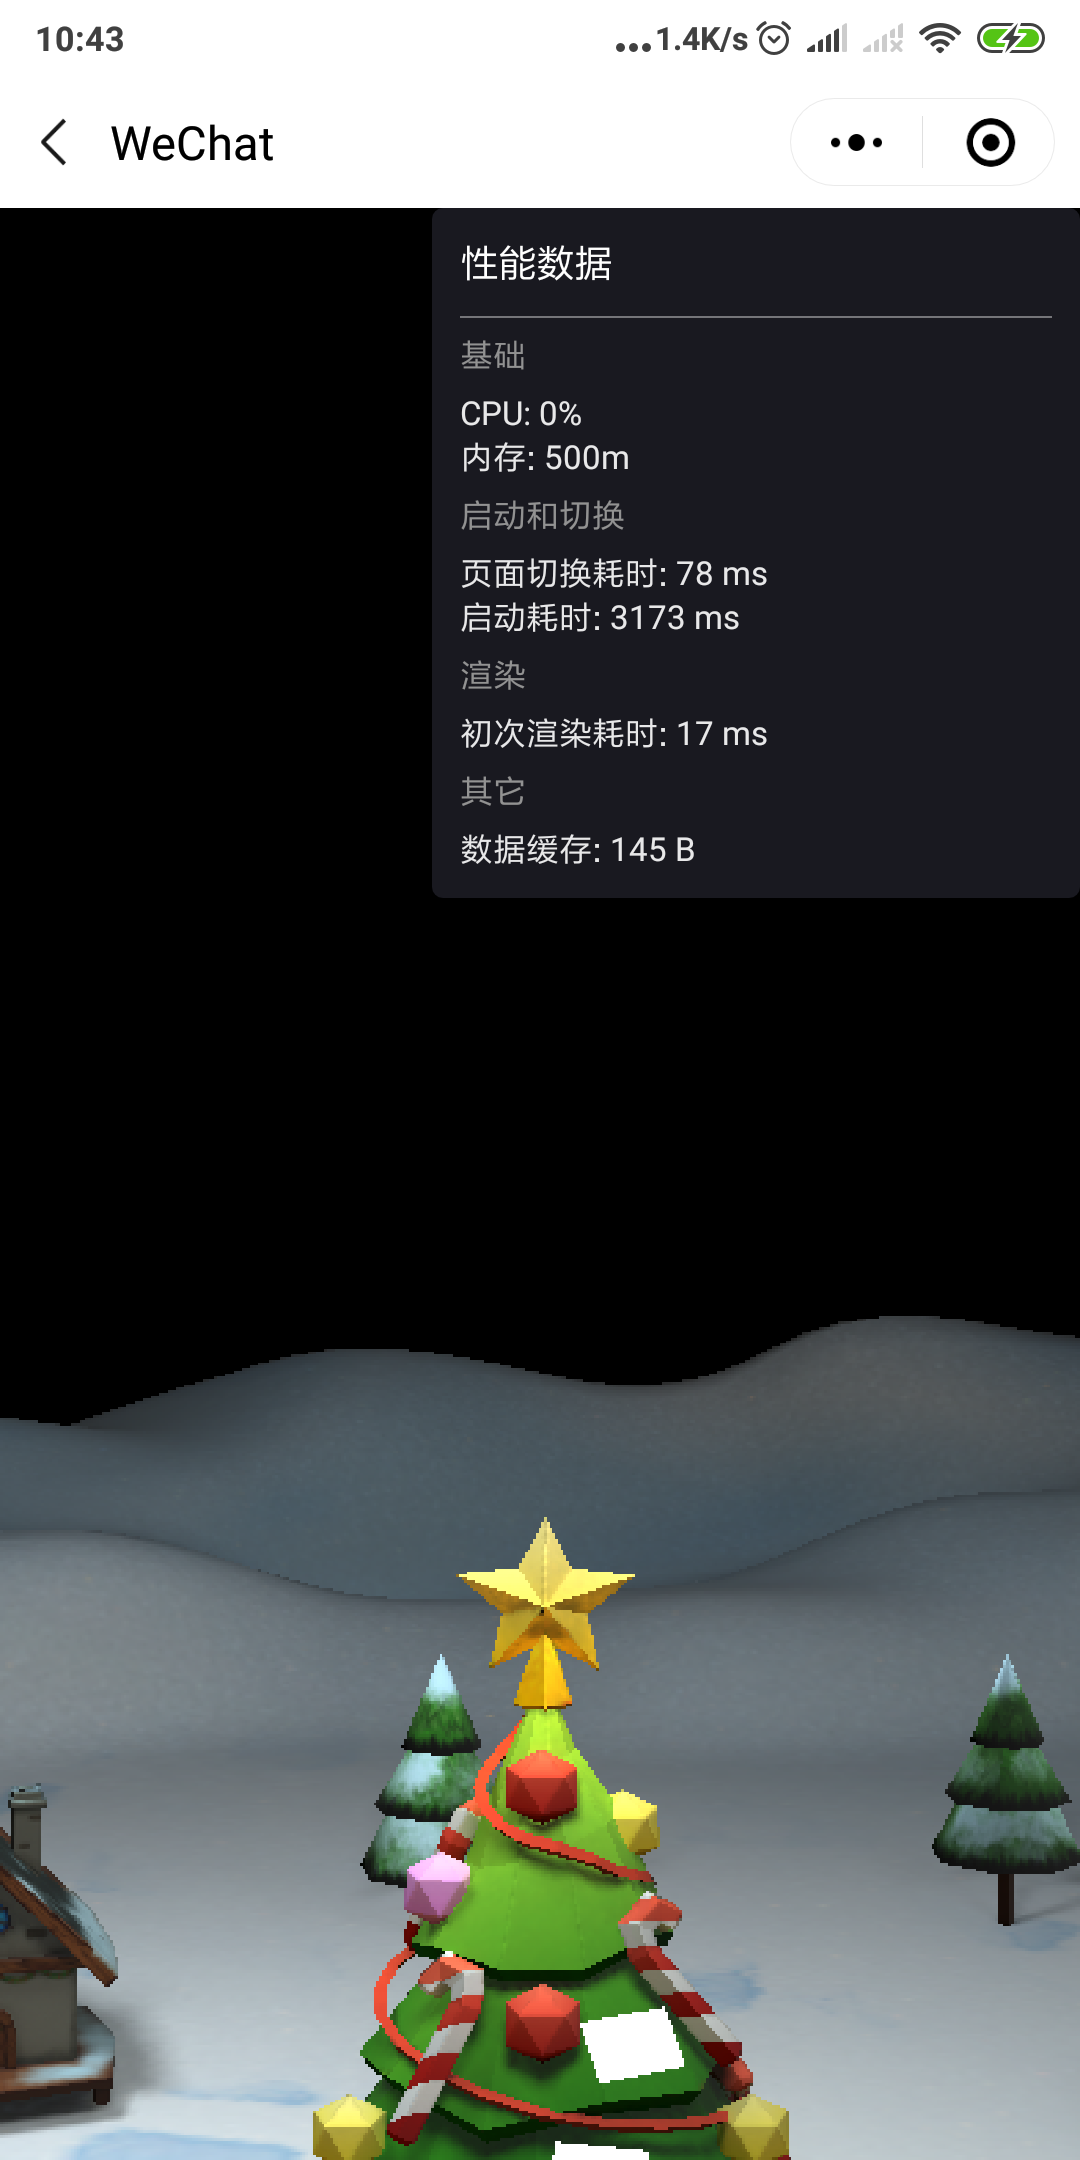 10:43
...1.4K/s
WeChat
性能数据
基础
CPU: 0%
内存: 500m
启动和切换
页面切换耗时: 78 ms
启动耗时: 3173 ms
渲染
初次渲染耗时: 17 ms
其它
数据缓存: 145 B